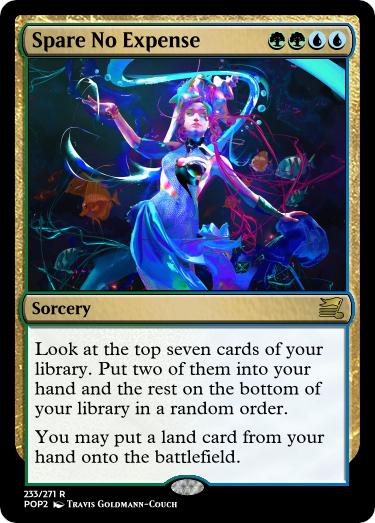 Spare No Expense
Sorcery
Look at the top seven cards of your
library. Put two of them into your
hand and the rest on the bottom of
your library in a random order.
You may put a land card from your
hand onto the battlefield.
233/271 R
POP2 Travis Goldmann-Couch